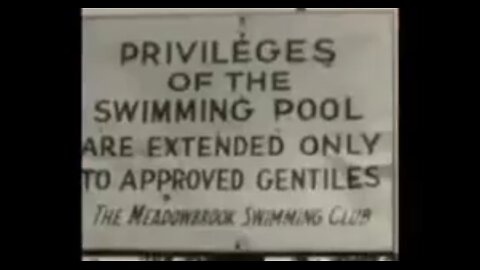 PRIVILEGES
OF THE
SWIMMING POOL
ARE EXTENDED ONLY
TO APPROVED GENTILES
THE MEADOWBROOK SWIMMING CLUB